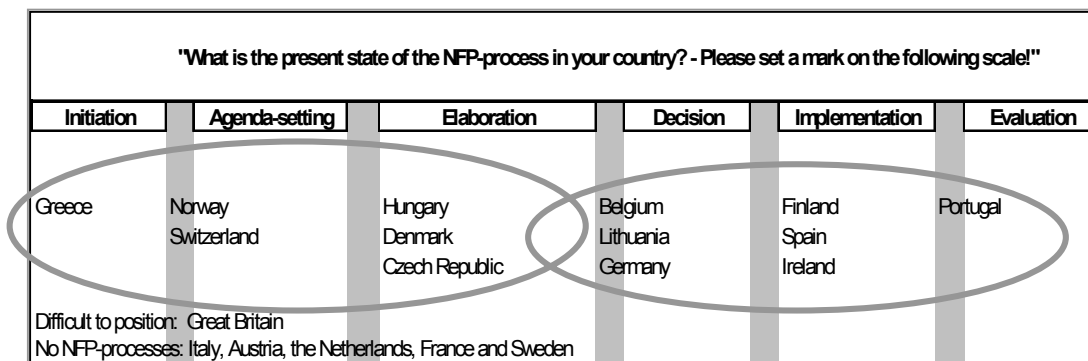 "What is the present state of the NFP-process in your country? - Please set a mark on the following scale!"
Initiation Agenda-setting Elaboration Decision Implementation Evaluation
Greece Norway Hungary Belgium Finland Portugal
Switzerland Denmark Lithuania Spain
Czech Republic Germany Ireland
Difficult to position: Great Britain
No NFP-processes: Italy, Austria, the Netherlands, France and Sweden